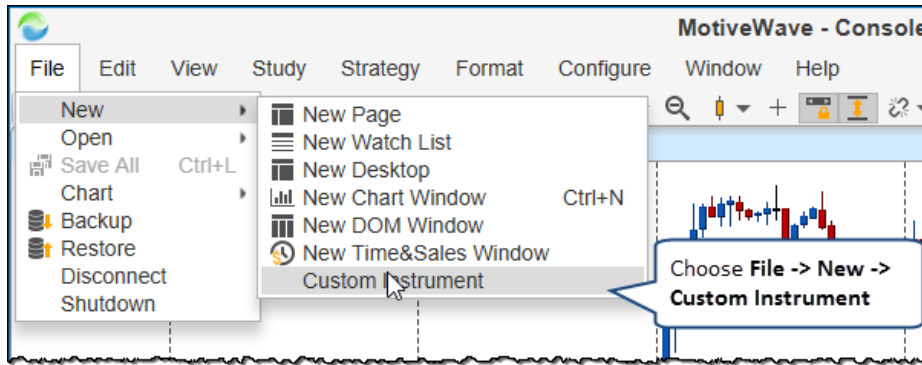 MotiveWave - Console
File Edit View Study Strategy Format Configure Window Help
New
Open
Save All Ctrl+L
Chart
Backup
Restore
Disconnect
Shutdown
New Page
New Watch List
New Desktop
New Chart Window Ctrl+N
New DOM Window
New Time&Sales Window
Custom Instrument
Choose File -> New ->
Custom Instrument